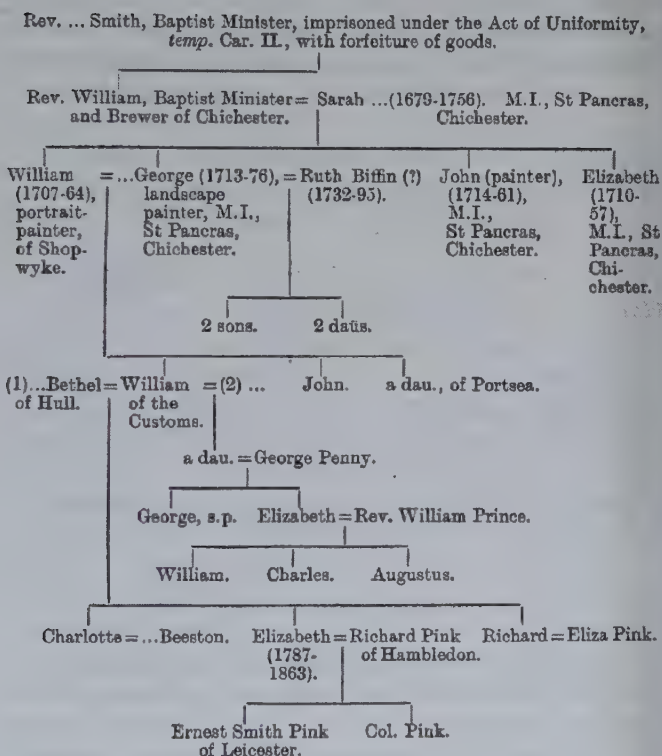 Rev. ... Smith, Baptist Minister, imprisoned under the Act of Uniformity,
temp. Car. II., with forfeiture of goods.
Rev. William, Baptist Minister = Sarah ...(1679-1756). M.I., St Pancras,
and Brewer of Chichester. Chichester.
William = ...George (1713-76), = Ruth Biffin (?) John (painter), Elizabeth
(1707-64), landscape (1732-95). (1714-61), (1710-
portrait- painter, M.I., M.I., 57),
painter, St Pancras, St Pancras, M.I., St
of Shop- Chichester. Chichester. Pancras,
wyke. Chi-
chester.
2 sons. 2 daüs.
(1)...Bethel = William = (2) ... John. a dau., of Portsea.
of Hull. of the
Customs.
a dau. = George Penny.
George, s.p. Elizabeth = Rev. William Prince.
William. Charles. Augustus.
Charlotte = ...Beeston. Elizabeth = Richard Pink Richard = Eliza Pink.
(1787- of Hambledon.
1863).
Ernest Smith Pink Col. Pink.
of Leicester.